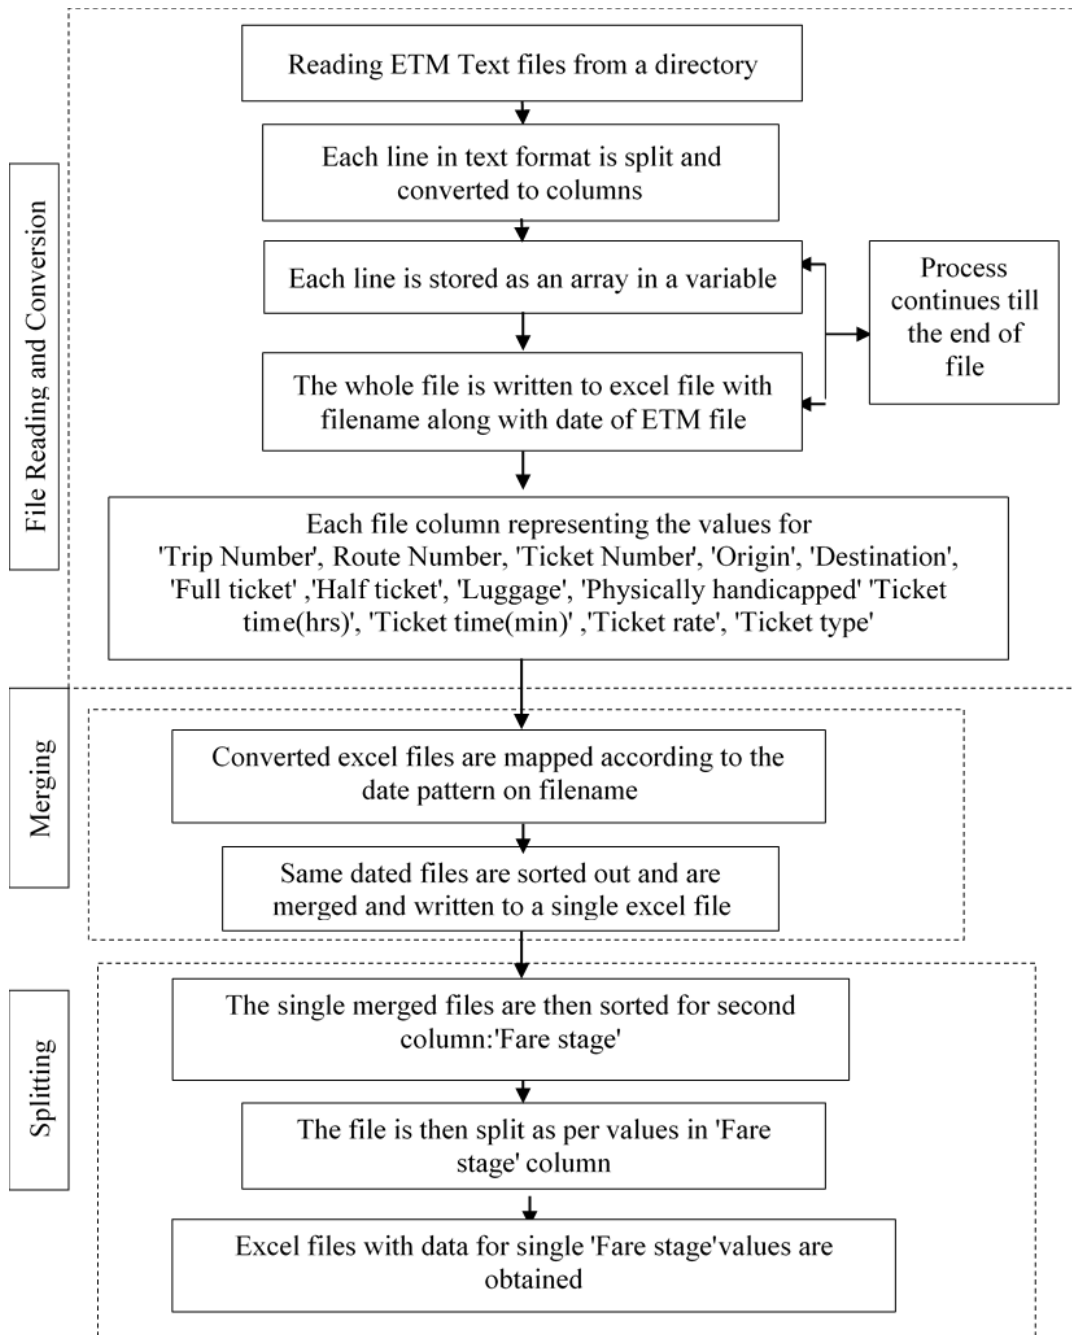 Reading ETM Text files from a directory
Each line in text format is split and
converted to columns
Each line is stored as an array in a variable
Process
continues till
the end of
file
The whole file is written to excel file with
filename along with date of ETM file
File Reading and Conversion
Each file column representing the values for
'Trip Number', Route Number, 'Ticket Number', 'Origin', 'Destination',
'Full ticket' ,'Half ticket', 'Luggage', 'Physically handicapped' 'Ticket
time(hrs)', 'Ticket time(min)' ,'Ticket rate', 'Ticket type'
Merging
Converted excel files are mapped according to the
date pattern on filename
Same dated files are sorted out and are
merged and written to a single excel file
Splitting
The single merged files are then sorted for second
column:'Fare stage'
The file is then split as per values in 'Fare
stage' column
Excel files with data for single 'Fare stage'values are
obtained